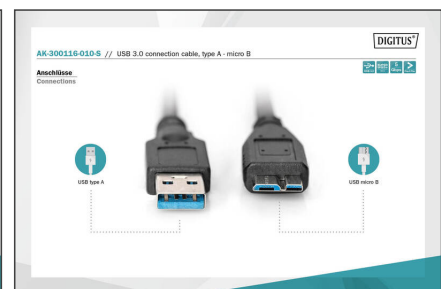 DIGITUS®
AK-300116-010-S // USB 3.0 connection cable, type A - micro B
Anschlüsse
Connections
USB type A
USB micro B